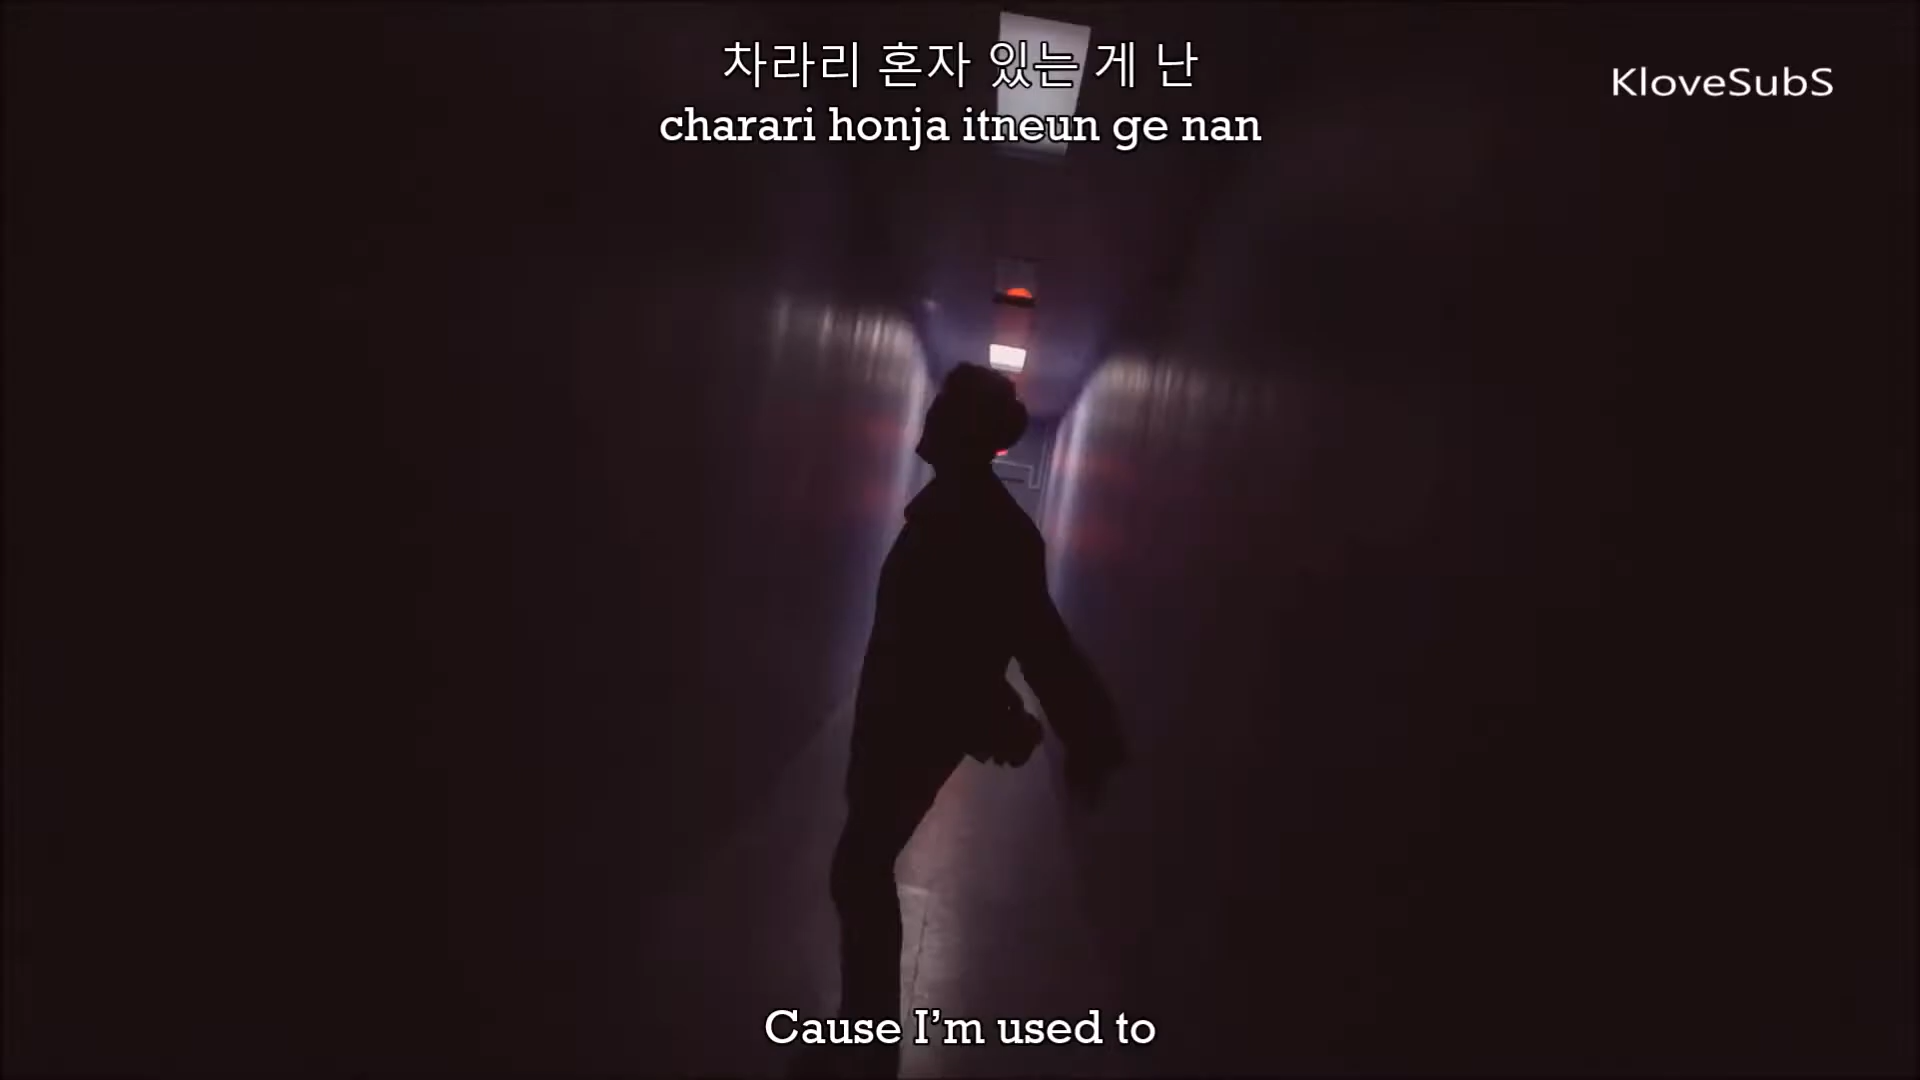 차라리 혼자 있는 게 난
KloveSubS
charari honja itneun ge nan
Cause I’m used to